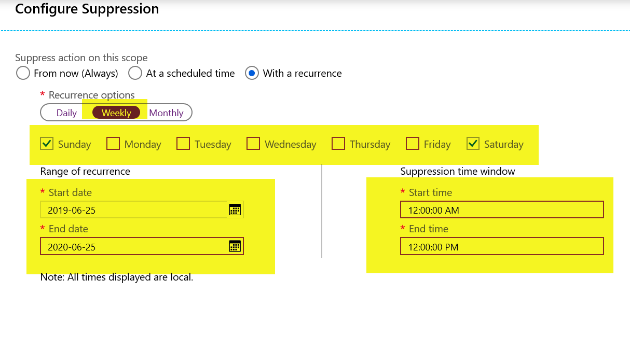 Configure Suppression
Suppress action on this scope
From now (Always) At a scheduled time With a recurrence
* Recurrence options
Daily Weekly Monthly
Sunday Monday Tuesday Wednesday Thursday Friday Saturday
Range of recurrence
* Start date
2019-06-25
* End date
2020-06-25
Suppression time window
* Start time
12:00:00 AM
* End time
12:00:00 PM
Note: All times displayed are local.